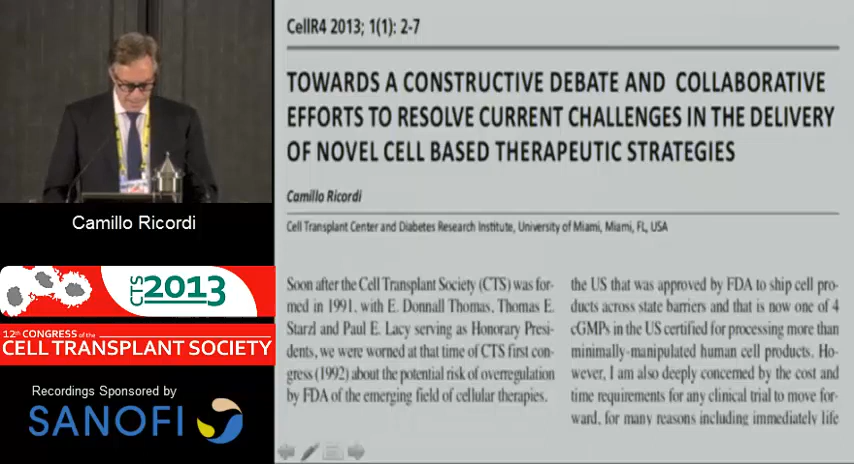 Camillo Ricordi
CTS
2013
12th CONGRESS of the
CELL TRANSPLANT SOCIETY
Recordings Sponsored by
SANOFI
CellR4 2013; 1(1): 2-7
TOWARDS A CONSTRUCTIVE DEBATE AND COLLABORATIVE
EFFORTS TO RESOLVE CURRENT CHALLENGES IN THE DELIVERY
OF NOVEL CELL BASED THERAPEUTIC STRATEGIES
Camillo Ricordi
Cell Transplant Center and Diabetes Research Institute, University of Miami, Miami, FL, USA
Soon after the Cell Transplant Society (CTS) was for-
med in 1991, with E. Donnall Thomas, Thomas E.
Starzl and Paul E. Lacy serving as Honorary Presi-
dents, we were worned at that time of CTS first con-
gress (1992) about the potential risk of overregulation
by FDA of the emerging field of cellular therapies.
the US that was approved by FDA to ship cell pro-
ducts across state barriers and that is now one of 4
cGMPs in the US certified for processing more than
minimally-manipulated human cell products. Ho-
wever, I am also deeply concerned by the cost and
time requirements for any clinical trial to move for-
ward, for many reasons including immediately life